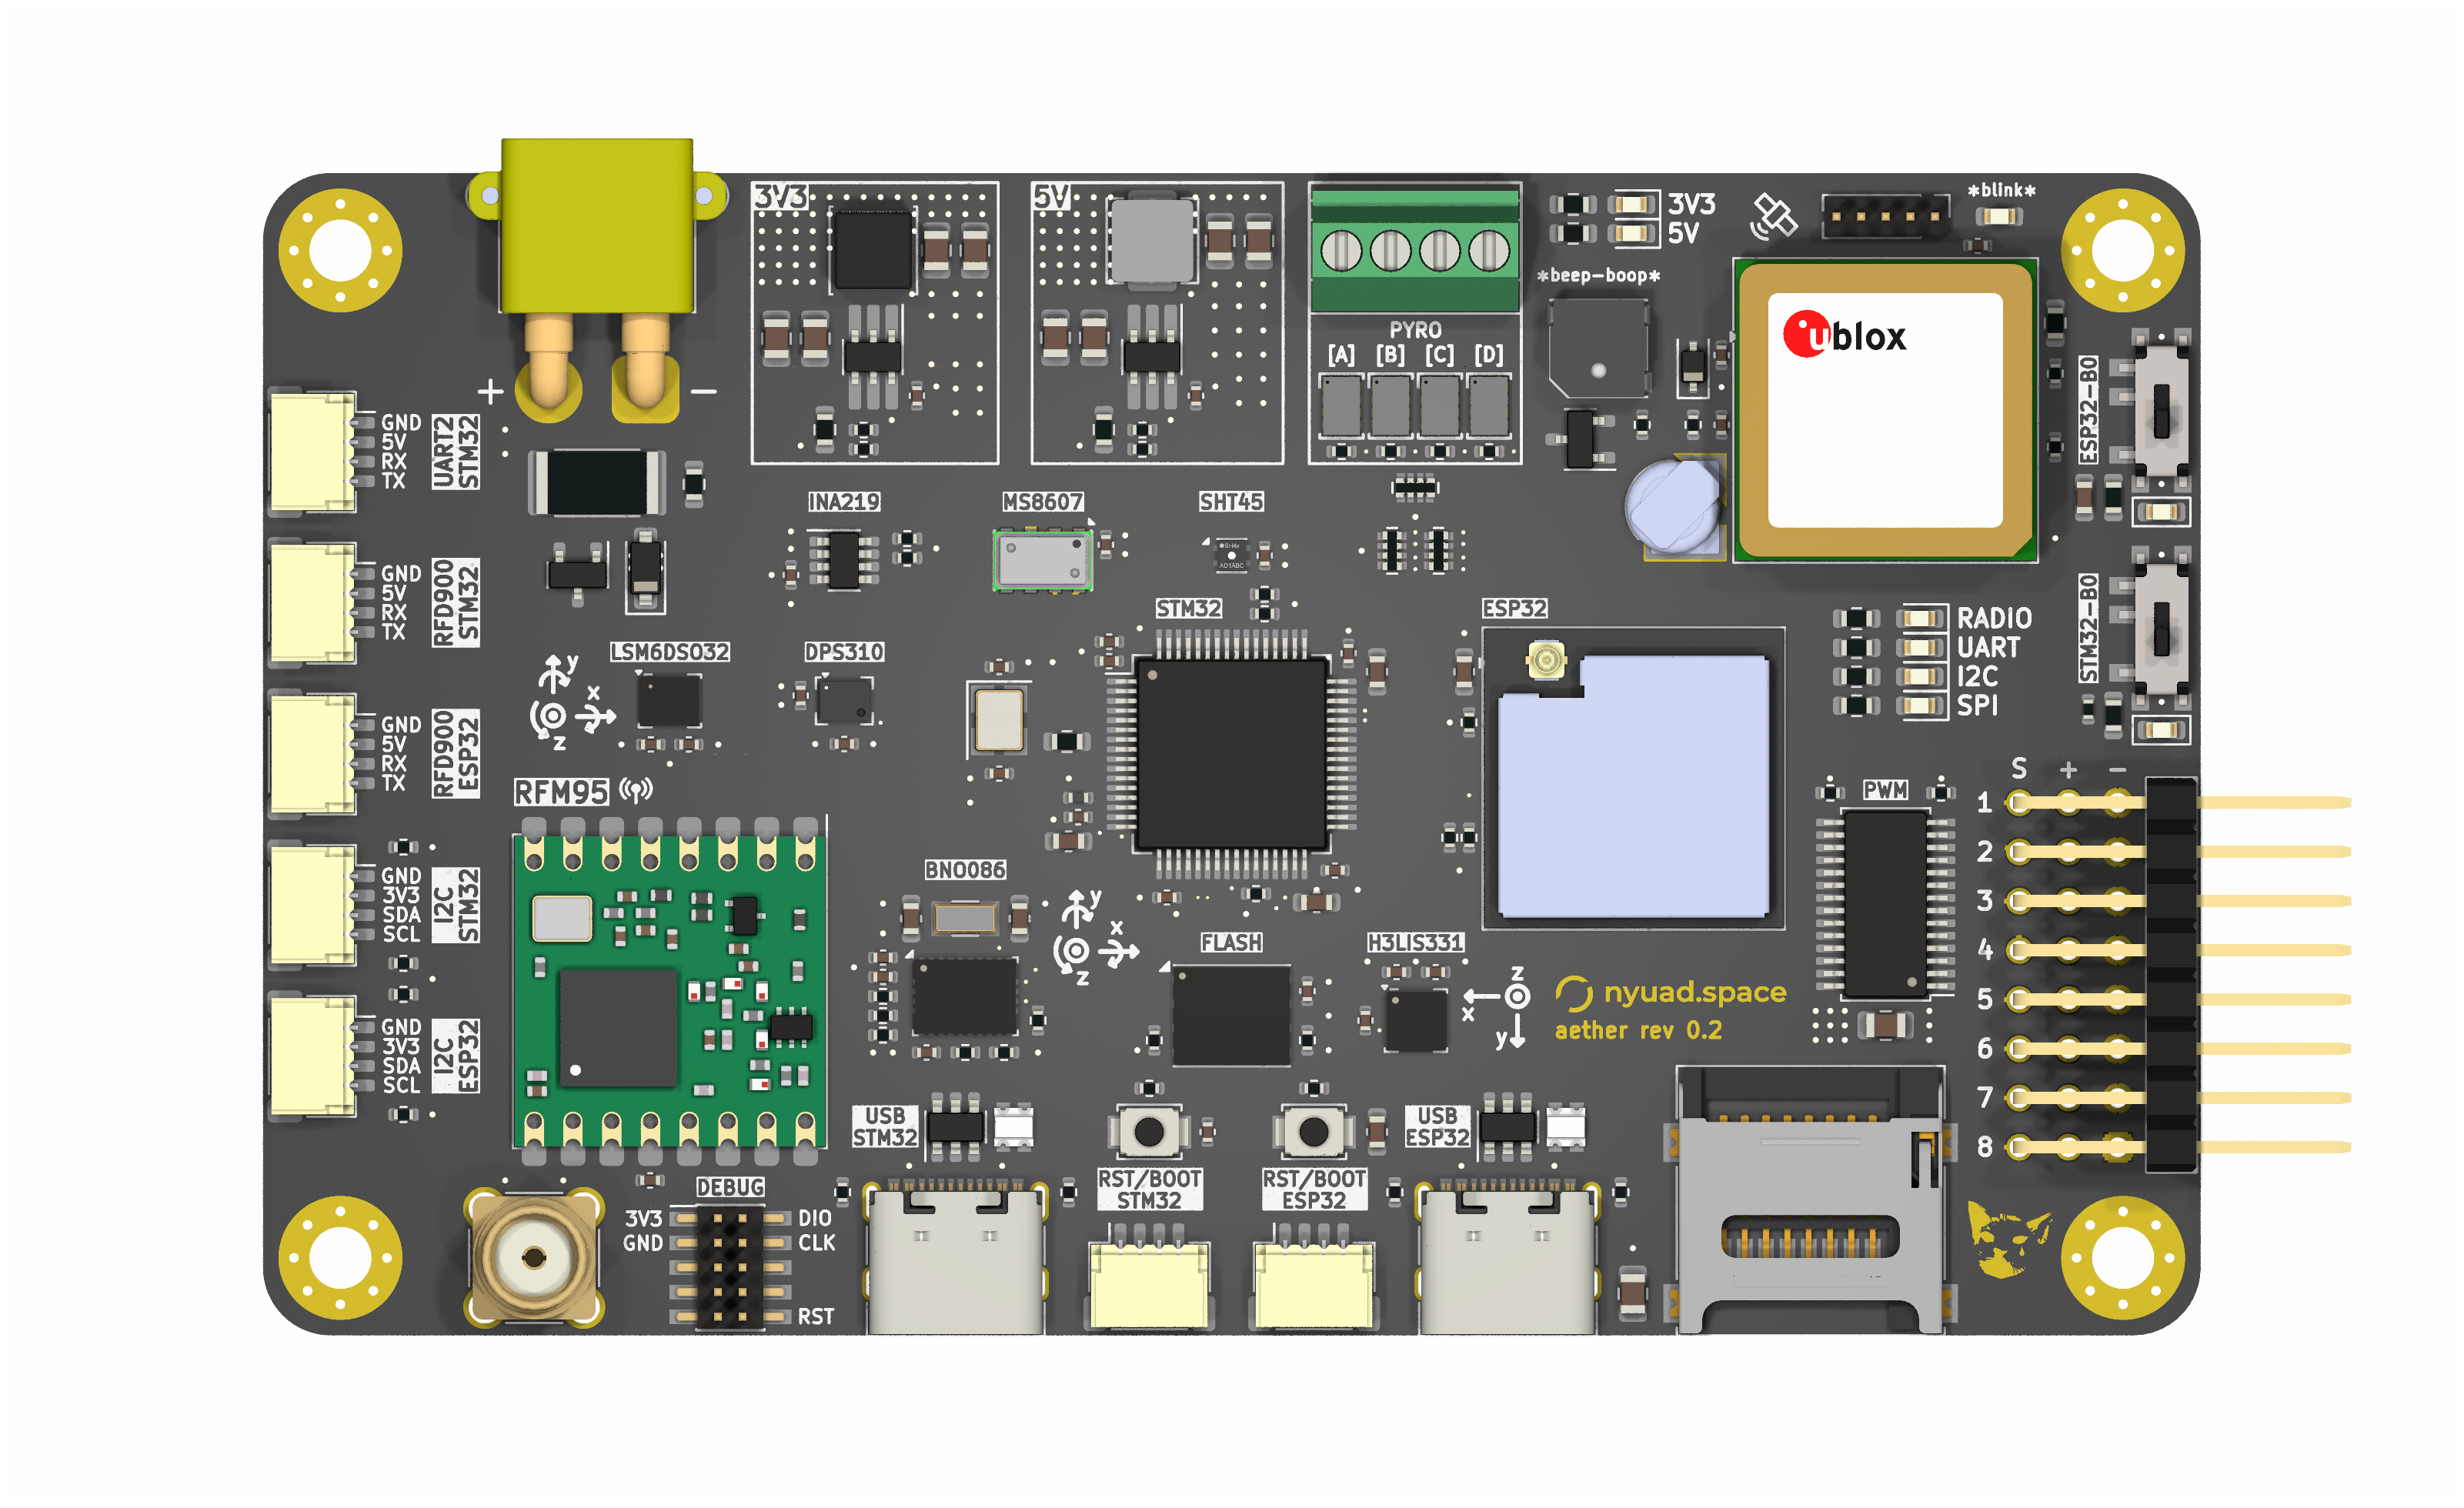 3V3
5V
3V3
5V
*blink*
*beep-boop*
ublox
PYRO
[A] [B] [C] [D]
+
−
GND
5V
RX
TX
UART2
STM32
ESP32-B0
INA219
MS8607
SHT45
SH4x
AD1ABC
GND
5V
RX
TX
RFD900
STM32
STM32
ESP32
STM32-B0
RADIO
UART
I2C
SPI
LSM6DSO32
DPS310
y
x
z
GND
5V
RX
TX
RFD900
ESP32
RFM95
S + −
PWM
1
2
3
4
5
6
7
8
GND
3V3
SDA
SCL
I2C
STM32
BNO086
y
x
z
FLASH
H3LIS331
z
x
y
nyuad.space
aether rev 0.2
GND
3V3
SDA
SCL
I2C
ESP32
USB
STM32
USB
ESP32
RST/BOOT
STM32
RST/BOOT
ESP32
DEBUG
3V3 DIO
GND CLK
RST